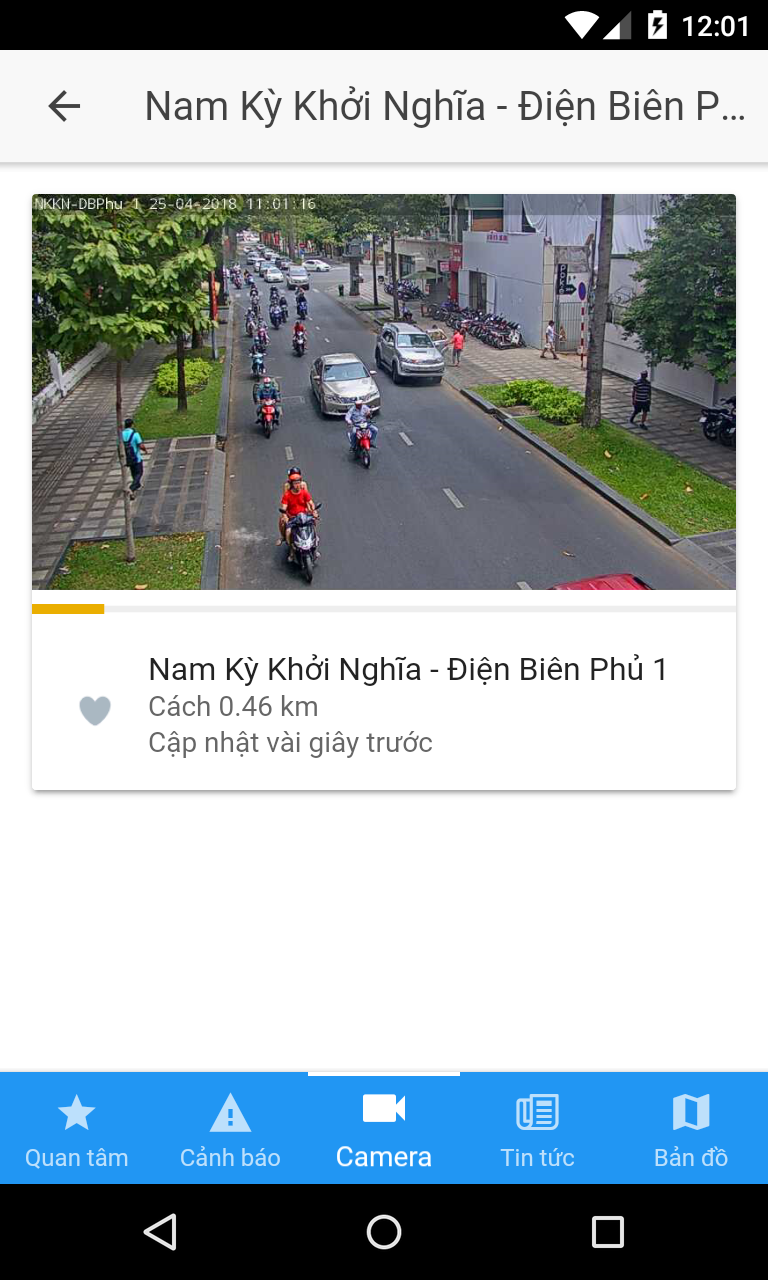 12:01
Nam Kỳ Khởi Nghĩa - Điện Biên P...
NKKN-DBPhu 1 25-04-2018 11:01:16
Nam Kỳ Khởi Nghĩa - Điện Biên Phủ 1
Cách 0.46 km
Cập nhật vài giây trước
Quan tâm
Cảnh báo
Camera
Tin tức
Bản đồ